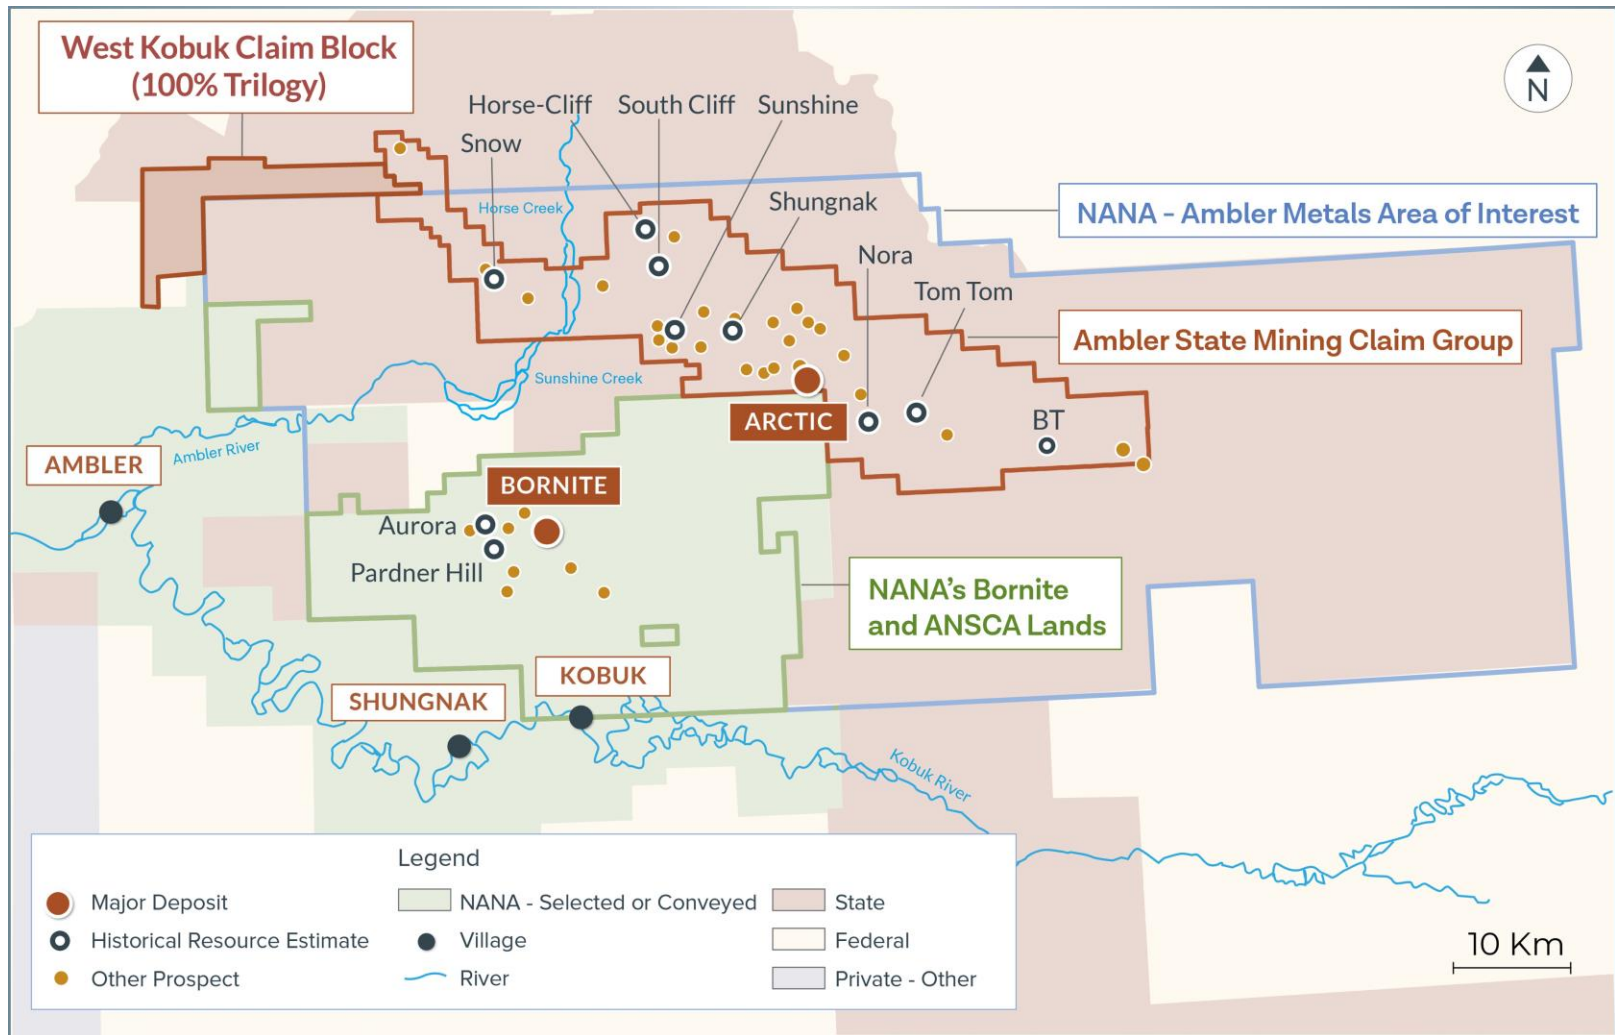 West Kobuk Claim Block
(100% Trilogy)
Horse-Cliff
South Cliff
Sunshine
Snow
N
Shungnak
Horse Creek
NANA - Ambler Metals Area of Interest
Nora
Tom Tom
Ambler State Mining Claim Group
Sunshine Creek
ARCTIC
BT
Ambler River
AMBLER
BORNITE
Aurora
Pardner Hill
NANA's Bornite
and ANSCA Lands
KOBUK
SHUNGNAK
Kobuk River
Legend
Major Deposit
Historical Resource Estimate
Other Prospect
NANA - Selected or Conveyed
Village
River
State
Federal
Private - Other
10 Km